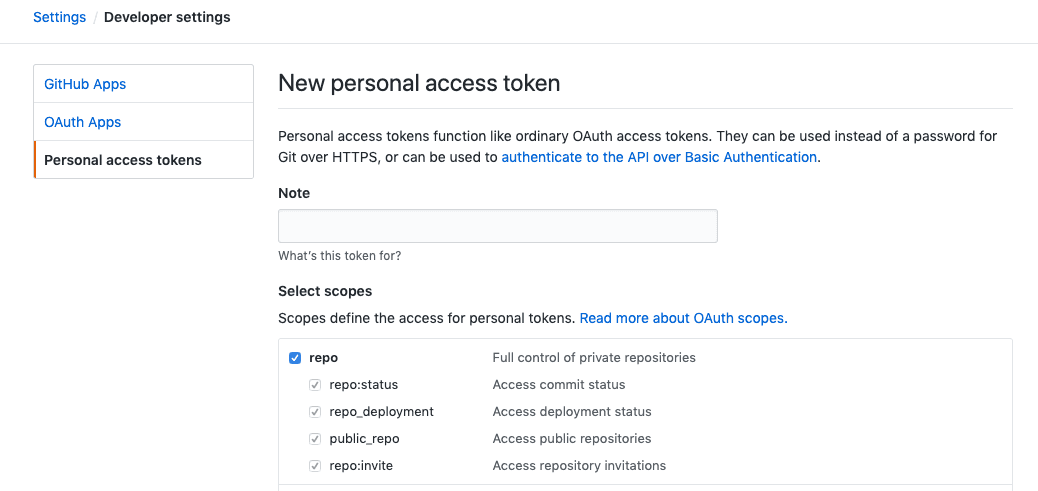 Settings / Developer settings
GitHub Apps
OAuth Apps
Personal access tokens
New personal access token
Personal access tokens function like ordinary OAuth access tokens. They can be used instead of a password for
Git over HTTPS, or can be used to authenticate to the API over Basic Authentication.
Note
What's this token for?
Select scopes
Scopes define the access for personal tokens. Read more about OAuth scopes.
repo Full control of private repositories
repo:status Access commit status
repo_deployment Access deployment status
public_repo Access public repositories
repo:invite Access repository invitations